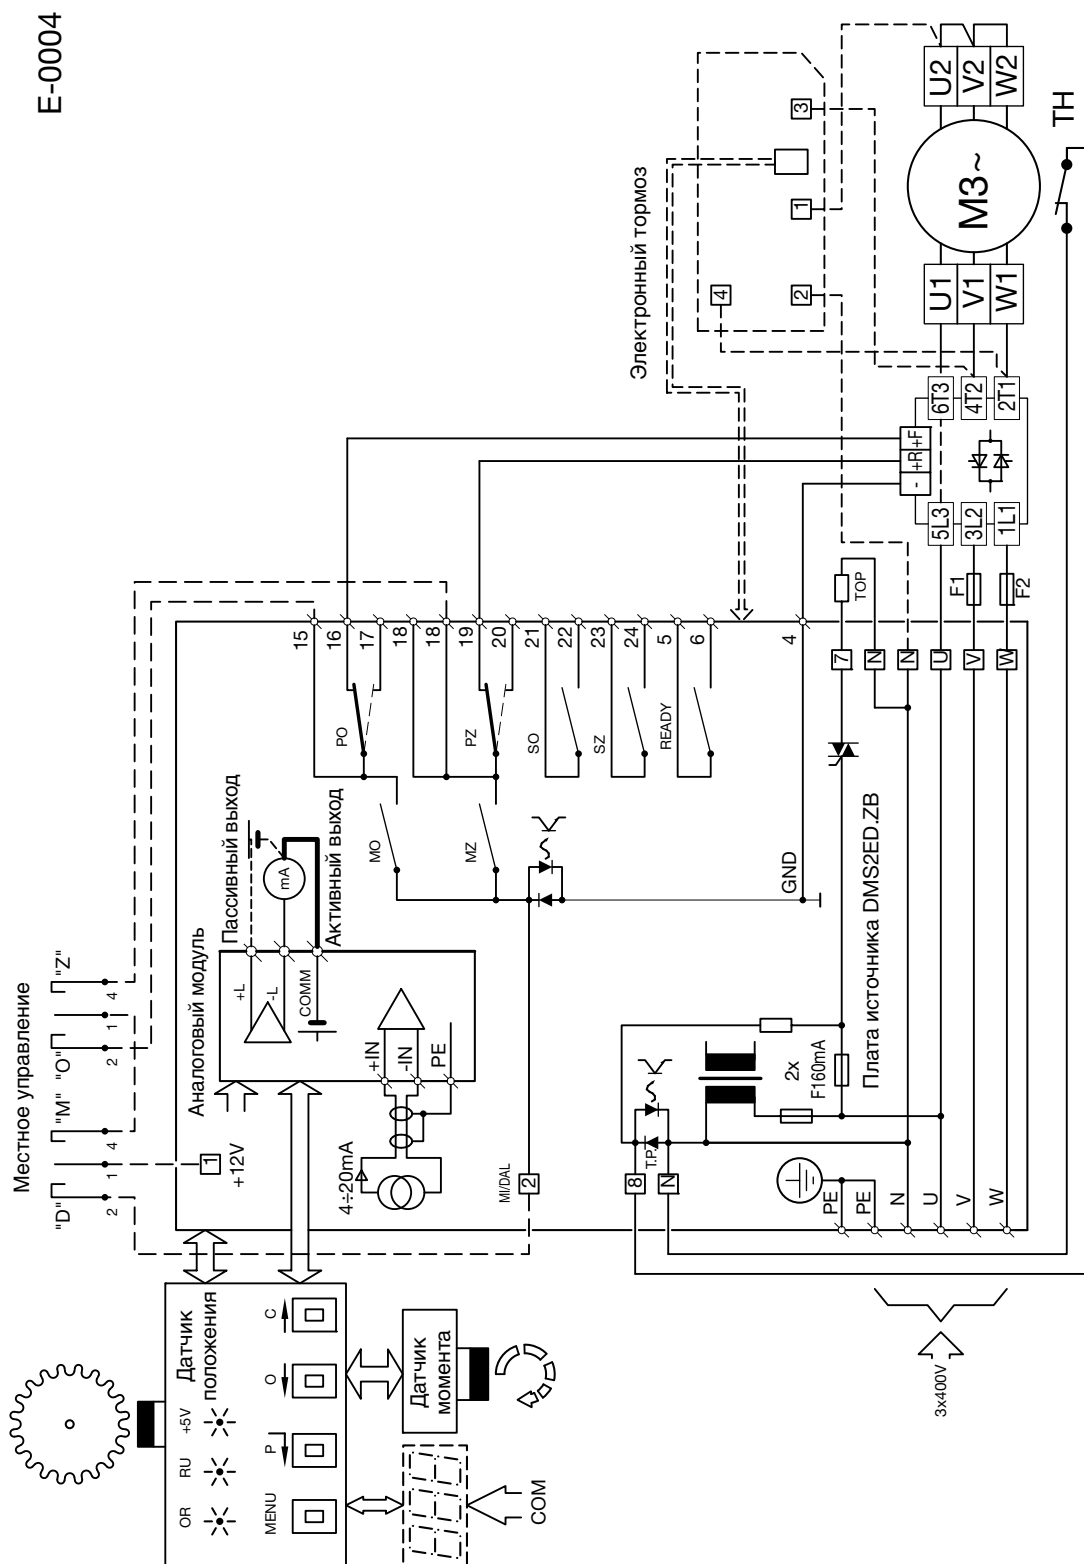 E-0004
Местное управление
"D"
"M"
"O"
"Z"
2
1
4
2
1
4
Аналоговый модуль
Пассивный выход
Активный выход
+L
-L
COMM
mA
+IN
-IN
PE
4÷20mA
1
+12V
MI/DAL
2
MO
MZ
PO
PZ
SO
SZ
READY
15
16
17
18
18
19
20
21
22
23
24
5
6
4
GND
Электронный тормоз
1
2
3
4
U2
V2
W2
M3~
U1
V1
W1
TH
6T3
4T2
2T1
+F
+R
-
5L3
3L2
1L1
F1
F2
TOP
7
N
N
U
V
W
Плата источника DMS2ED.ZB
2x
F160mA
8
T.P.
N
PE
PE
N
U
V
W
3x400V
Датчик
положения
+5V
RU
OR
C
O
P
MENU
Датчик
момента
COM